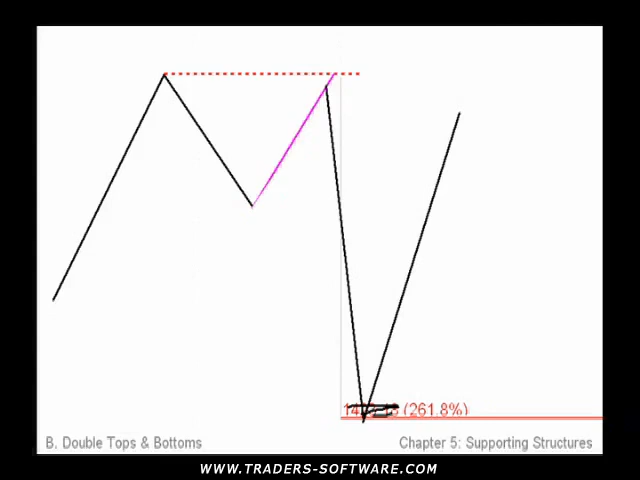 (261.8%)
B. Double Tops & Bottoms
Chapter 5: Supporting Structures
WWW.TRADERS-SOFTWARE.COM